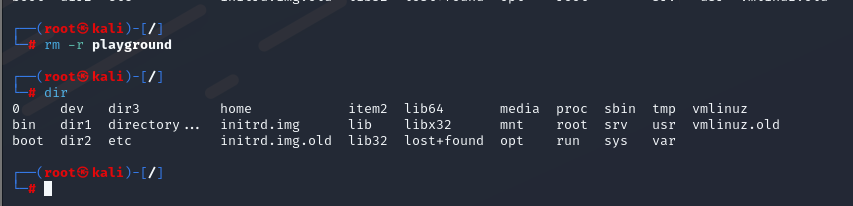 ┌──(root㉿kali)-[/]
└─# rm -r playground
┌──(root㉿kali)-[/]
└─# dir
0 dev dir3 home item2 lib64 media proc sbin tmp vmlinuz
bin dir1 directory... initrd.img lib libx32 mnt root srv usr vmlinuz.old
boot dir2 etc initrd.img.old lib32 lost+found opt run sys var
┌──(root㉿kali)-[/]
└─#